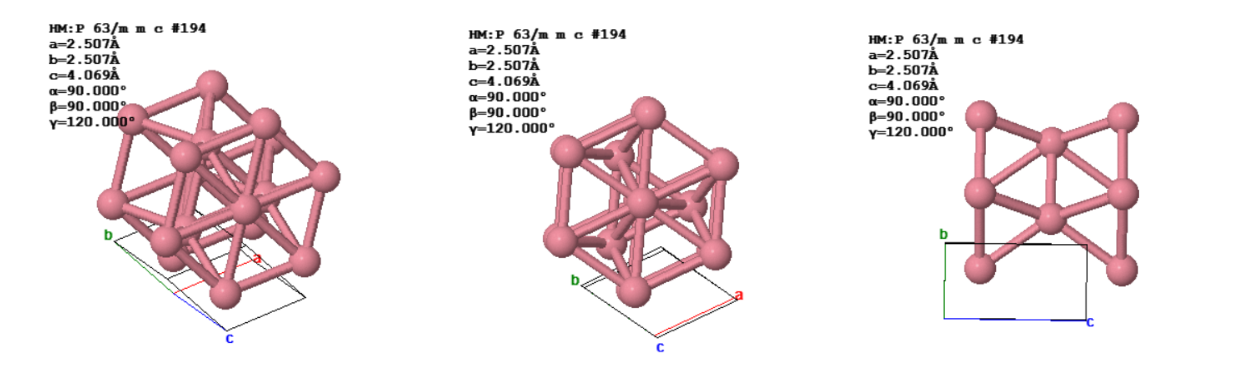 HM:P 63/m m c #194
a=2.507Å
b=2.507Å
c=4.069Å
α=90.000°
β=90.000°
γ=120.000°
b
a
c
HM:P 63/m m c #194
a=2.507Å
b=2.507Å
c=4.069Å
α=90.000°
β=90.000°
γ=120.000°
b
a
c
HM:P 63/m m c #194
a=2.507Å
b=2.507Å
c=4.069Å
α=90.000°
β=90.000°
γ=120.000°
b
c